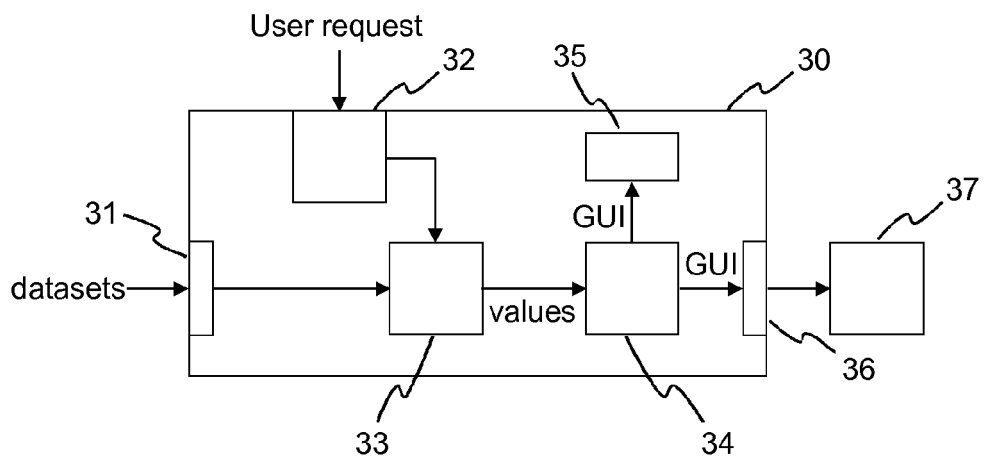 User request
32
35
30
31
37
GUI
GUI
datasets
values
36
33
34